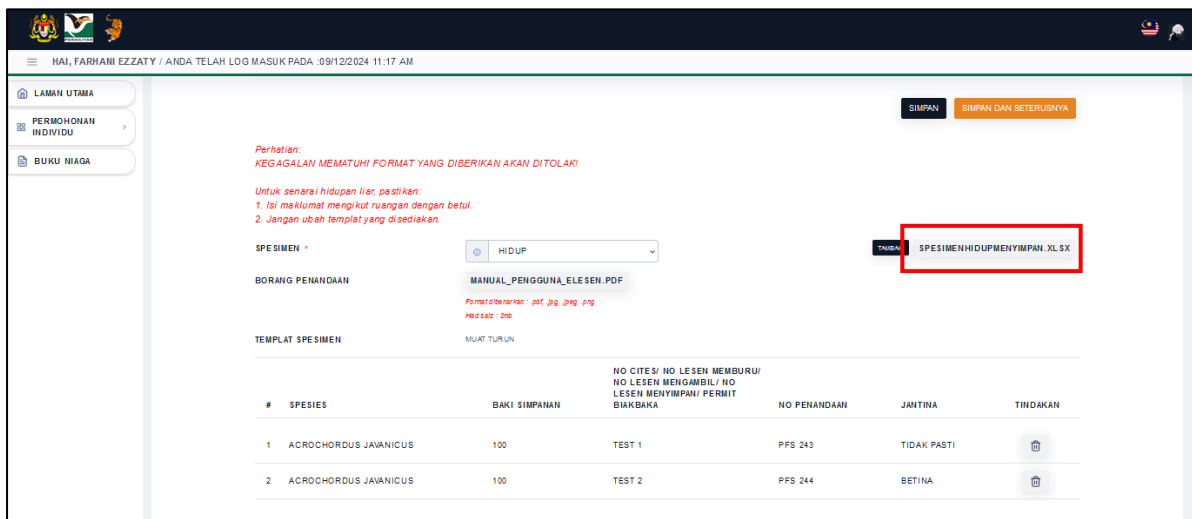 HAI, FARHANI EZZATY / ANDA TELAH LOG MASUK PADA :09/12/2024 11:17 AM
LAMAN UTAMA
PERMOHONAN
INDIVIDU
BUKU NIAGA
SIMPAN
SIMPAN DAN SETERUSNYA
Perhatian:
KEGAGALAN MEMATUHI FORMAT YANG DIBERIKAN AKAN DITOLAK!
Untuk senarai hidupan liar, pastikan:
1. Isi maklumat mengikut ruangan dengan betul.
2. Jangan ubah templat yang disediakan.
SPESIMEN *
HIDUP
SPESIMENHIDUPMENYIMPAN.XLSX
BORANG PENANDAAN
MANUAL_PENGGUNA_ELESEN.PDF
Format dibenarkan : .pdf, .jpg, .jpeg, .png
Had saiz : 2mb
TEMPLAT SPESIMEN
MUAT TURUN
# SPESIES BAKI SIMPANAN NO CITES/ NO LESEN MEMBURU/
NO LESEN MENGAMBIL/ NO
LESEN MENYIMPAN/ PERMIT
BIAKBAKA NO PENANDAAN JANTINA TINDAKAN
1 ACROCHORDUS JAVANICUS 100 TEST 1 PFS 243 TIDAK PASTI
2 ACROCHORDUS JAVANICUS 100 TEST 2 PFS 244 BETINA